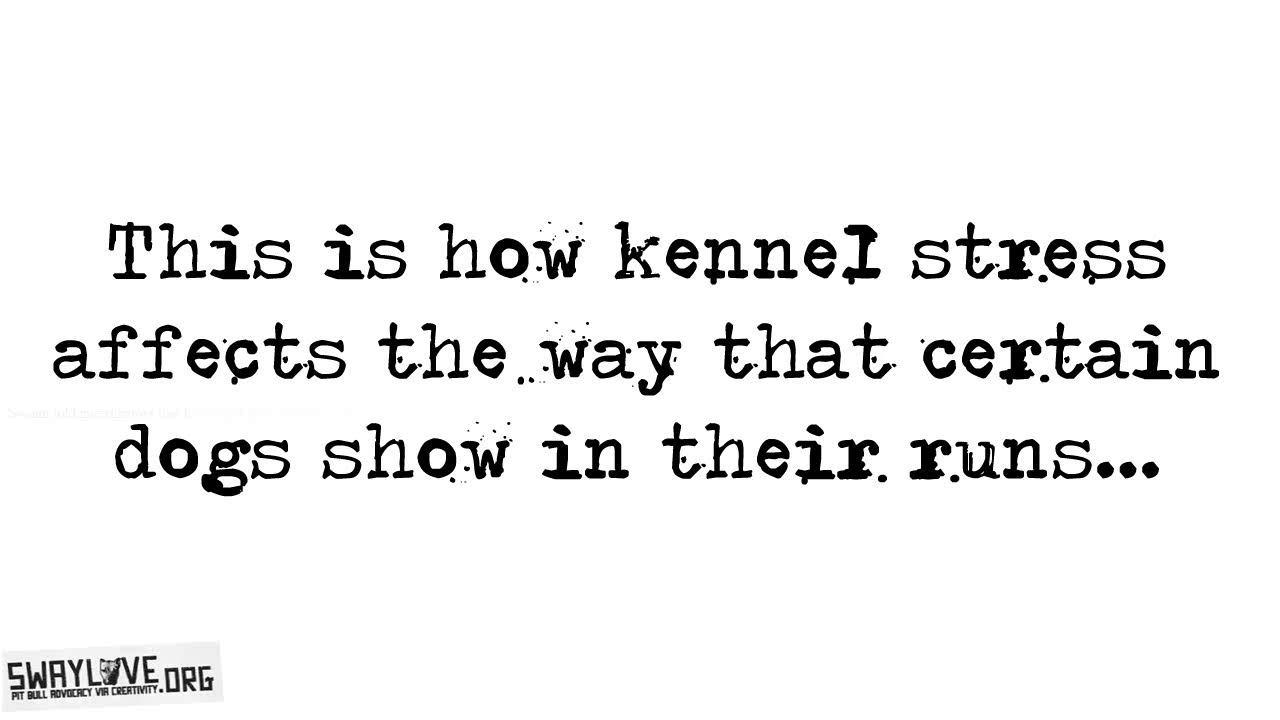 This is how kennel stress
affects the way that certain
dogs show in their runs...
SWAYLOVE.ORG
PIT BULL ADVOCACY VIA CREATIVITY